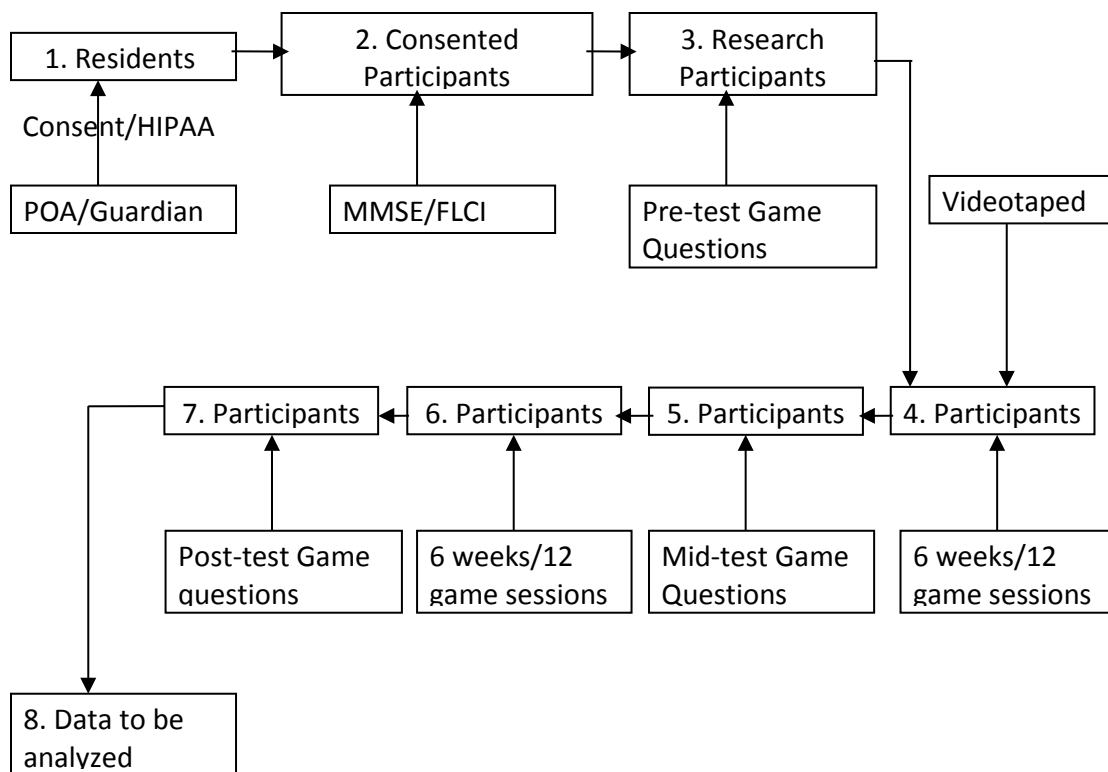 1. Residents
2. Consented
Participants
3. Research
Participants
Consent/HIPAA
POA/Guardian
MMSE/FLCI
Pre-test Game
Questions
Videotaped
7. Participants
6. Participants
5. Participants
4. Participants
Post-test Game
questions
6 weeks/12
game sessions
Mid-test Game
Questions
6 weeks/12
game sessions
8. Data to be
analyzed